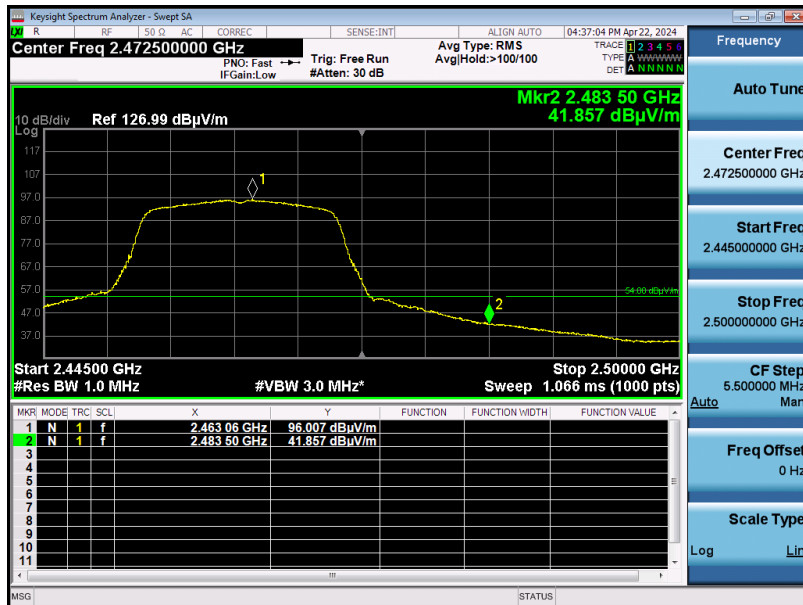 Keysight Spectrum Analyzer - Swept SA
LXI R RF 50 Ω AC CORREC SENSE:INT ALIGN AUTO 04:37:04 PM Apr 22, 2024
Center Freq 2.472500000 GHz
PNO: Fast
IFGain:Low
Trig: Free Run
#Atten: 30 dB
Avg Type: RMS
Avg|Hold:>100/100
TRACE 1 2 3 4 5 6
TYPE A WWWWW
DET A N N N N N
Mkr2 2.483 50 GHz
41.857 dBµV/m
10 dB/div Ref 126.99 dBµV/m
Log
117
107
97.0
87.0
77.0
67.0
57.0
47.0
37.0
1
2
54.00 dBµV/m
Start 2.44500 GHz Stop 2.50000 GHz
#Res BW 1.0 MHz #VBW 3.0 MHz* Sweep 1.066 ms (1000 pts)
MKR MODE TRC SCL X Y FUNCTION FUNCTION WIDTH FUNCTION VALUE
1 N 1 f 2.463 06 GHz 96.007 dBµV/m
2 N 1 f 2.483 50 GHz 41.857 dBµV/m
3
4
5
6
7
8
9
10
11
MSG STATUS
Frequency
Auto Tune
Center Freq
2.472500000 GHz
Start Freq
2.445000000 GHz
Stop Freq
2.500000000 GHz
CF Step
5.500000 MHz
Auto Man
Freq Offset
0 Hz
Scale Type
Log Lin